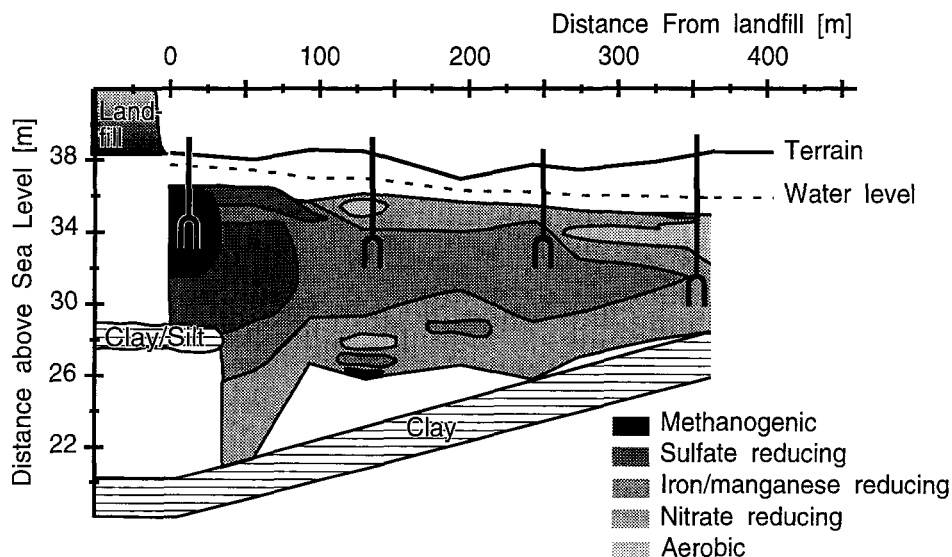 Distance From landfill [m]
0 100 200 300 400
Land-
fill
Distance above Sea Level [m]
38
34
30
26
22
Terrain
Water level
Clay/Silt
Clay
Methanogenic
Sulfate reducing
Iron/manganese reducing
Nitrate reducing
Aerobic